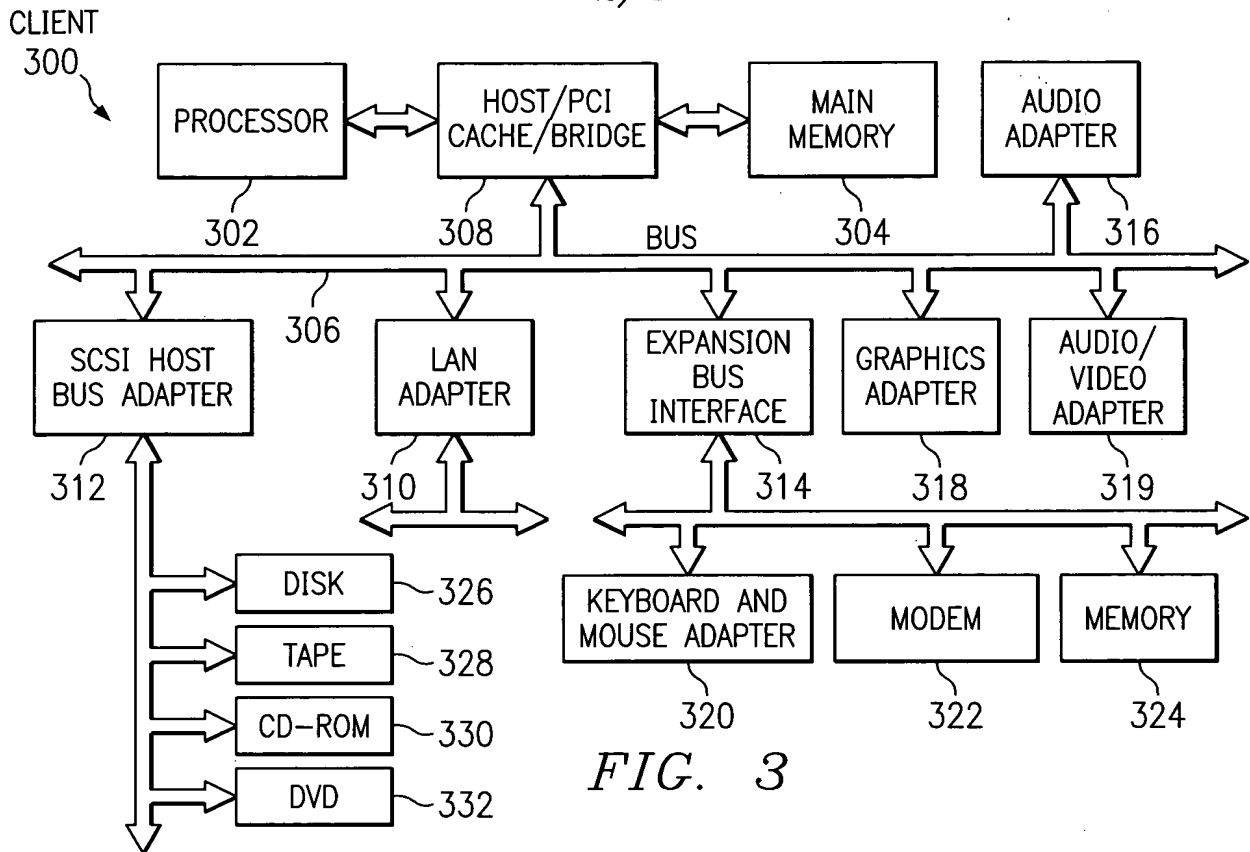 CLIENT
300
PROCESSOR
HOST/PCI
CACHE/BRIDGE
MAIN
MEMORY
AUDIO
ADAPTER
302
308
BUS
304
316
306
SCSI HOST
BUS ADAPTER
LAN
ADAPTER
EXPANSION
BUS
INTERFACE
GRAPHICS
ADAPTER
AUDIO/
VIDEO
ADAPTER
312
310
314
318
319
DISK
326
TAPE
328
CD-ROM
330
DVD
332
KEYBOARD AND
MOUSE ADAPTER
MODEM
MEMORY
320
322
324
FIG. 3